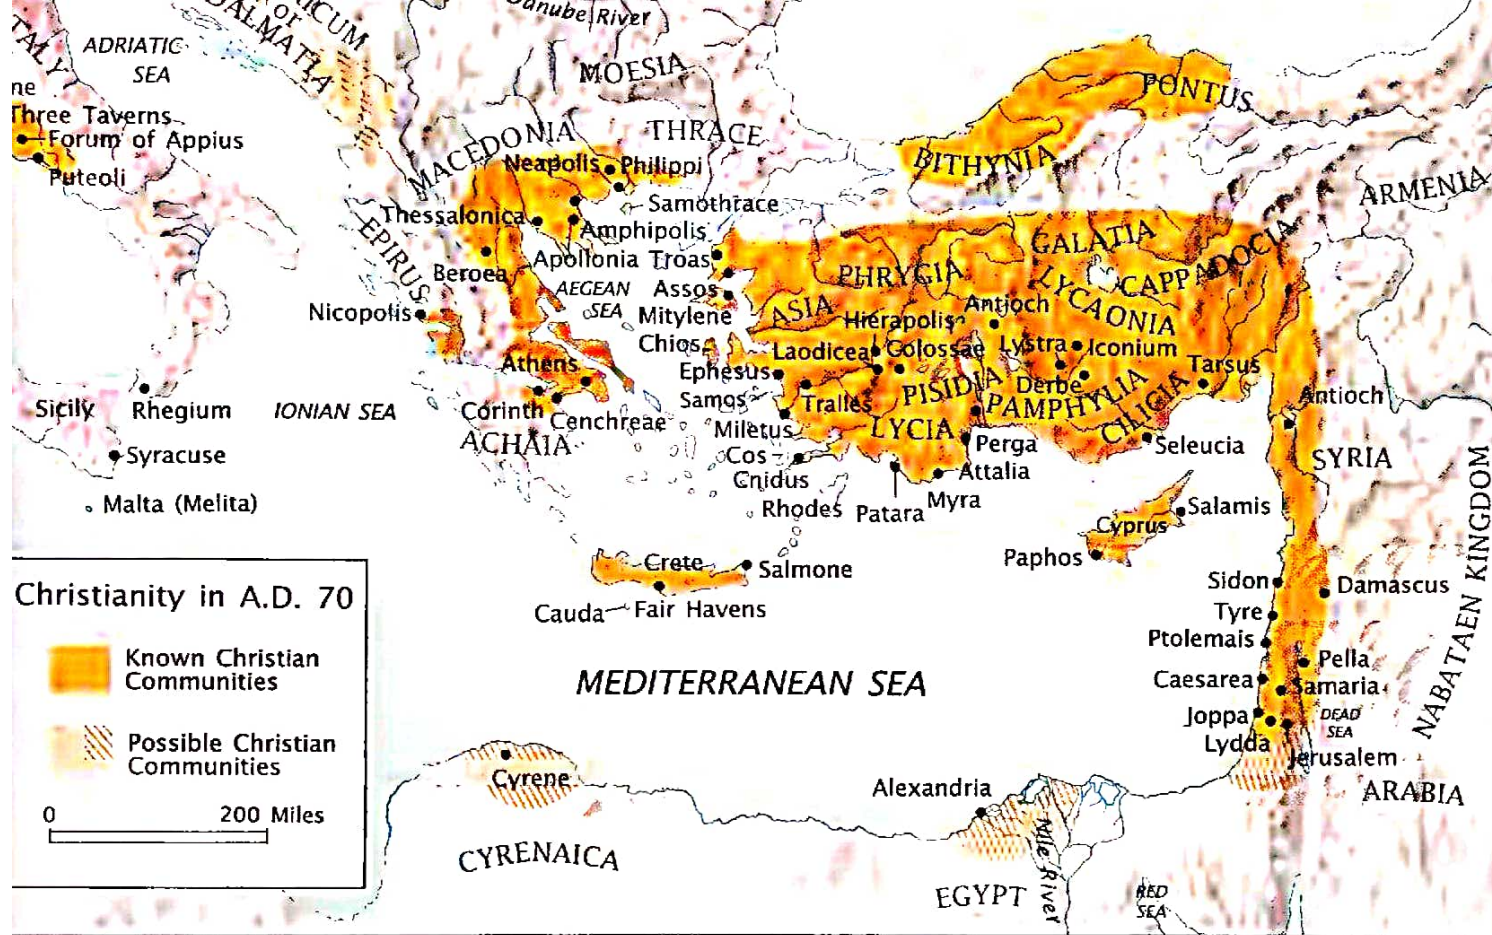 TALY
ADRIATIC
SEA
RICUM
or
DALMATIA
Danube River
MOESIA
PONTUS
ne
Three Taverns
Forum of Appius
Puteoli
MACEDONIA
THRACE
BITHYNIA
ARMENIA
Neapolis
Philippi
Samothrace
Thessalonica
Amphipolis
EPIRUS
Apollonia
Troas
Beroea
AEGEAN
SEA
Assos
Nicopolis
Mitylene
Chios
GALATIA
PHRYGIA
CAPPADOCIA
LYCAONIA
ASIA
Hierapolis
Antioch
Laodicea
Colossae
Lystra
Iconium
Tarsus
Athens
Ephesus
Samos
Tralles
PISIDIA
Derbe
PAMPHYLIA
CILICIA
Antioch
Sicily
Rhegium
IONIAN SEA
Corinth
Cenchreae
ACHAIA
Miletus
LYCIA
Cos
Perga
Seleucia
Syracuse
Cnidus
Attalia
SYRIA
Malta (Melita)
Rhodes
Patara
Myra
Salamis
Cyprus
Paphos
Crete
Salmone
Cauda
Fair Havens
Sidon
Damascus
Tyre
Ptolemais
NABATAEN KINGDOM
MEDITERRANEAN SEA
Pella
Caesarea
Samaria
Joppa
DEAD
SEA
Lydda
Jerusalem
ARABIA
Cyrene
Alexandria
CYRENAICA
EGYPT
Nile River
RED
SEA
Christianity in A.D. 70
Known Christian
Communities
Possible Christian
Communities
0 200 Miles